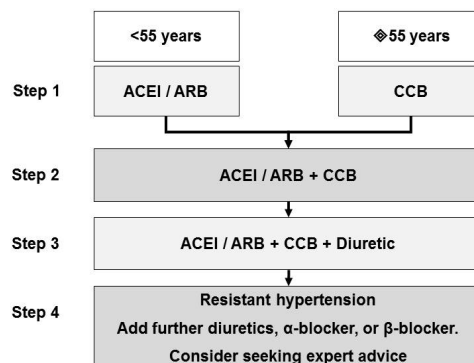 <55 years
55 years
Step 1
ACEI / ARB
CCB
Step 2
ACEI / ARB + CCB
Step 3
ACEI / ARB + CCB + Diuretic
Step 4
Resistant hypertension
Add further diuretics, α-blocker, or β-blocker.
Consider seeking expert advice